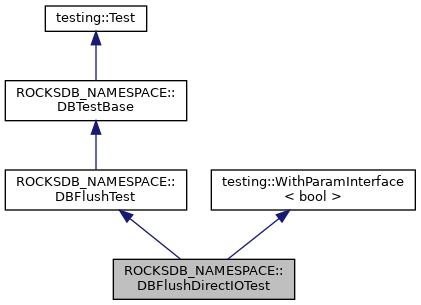 testing::Test
ROCKSDB_NAMESPACE::
DBTestBase
ROCKSDB_NAMESPACE::
DBFlushTest
testing::WithParamInterface
< bool >
ROCKSDB_NAMESPACE::
DBFlushDirectIOTest